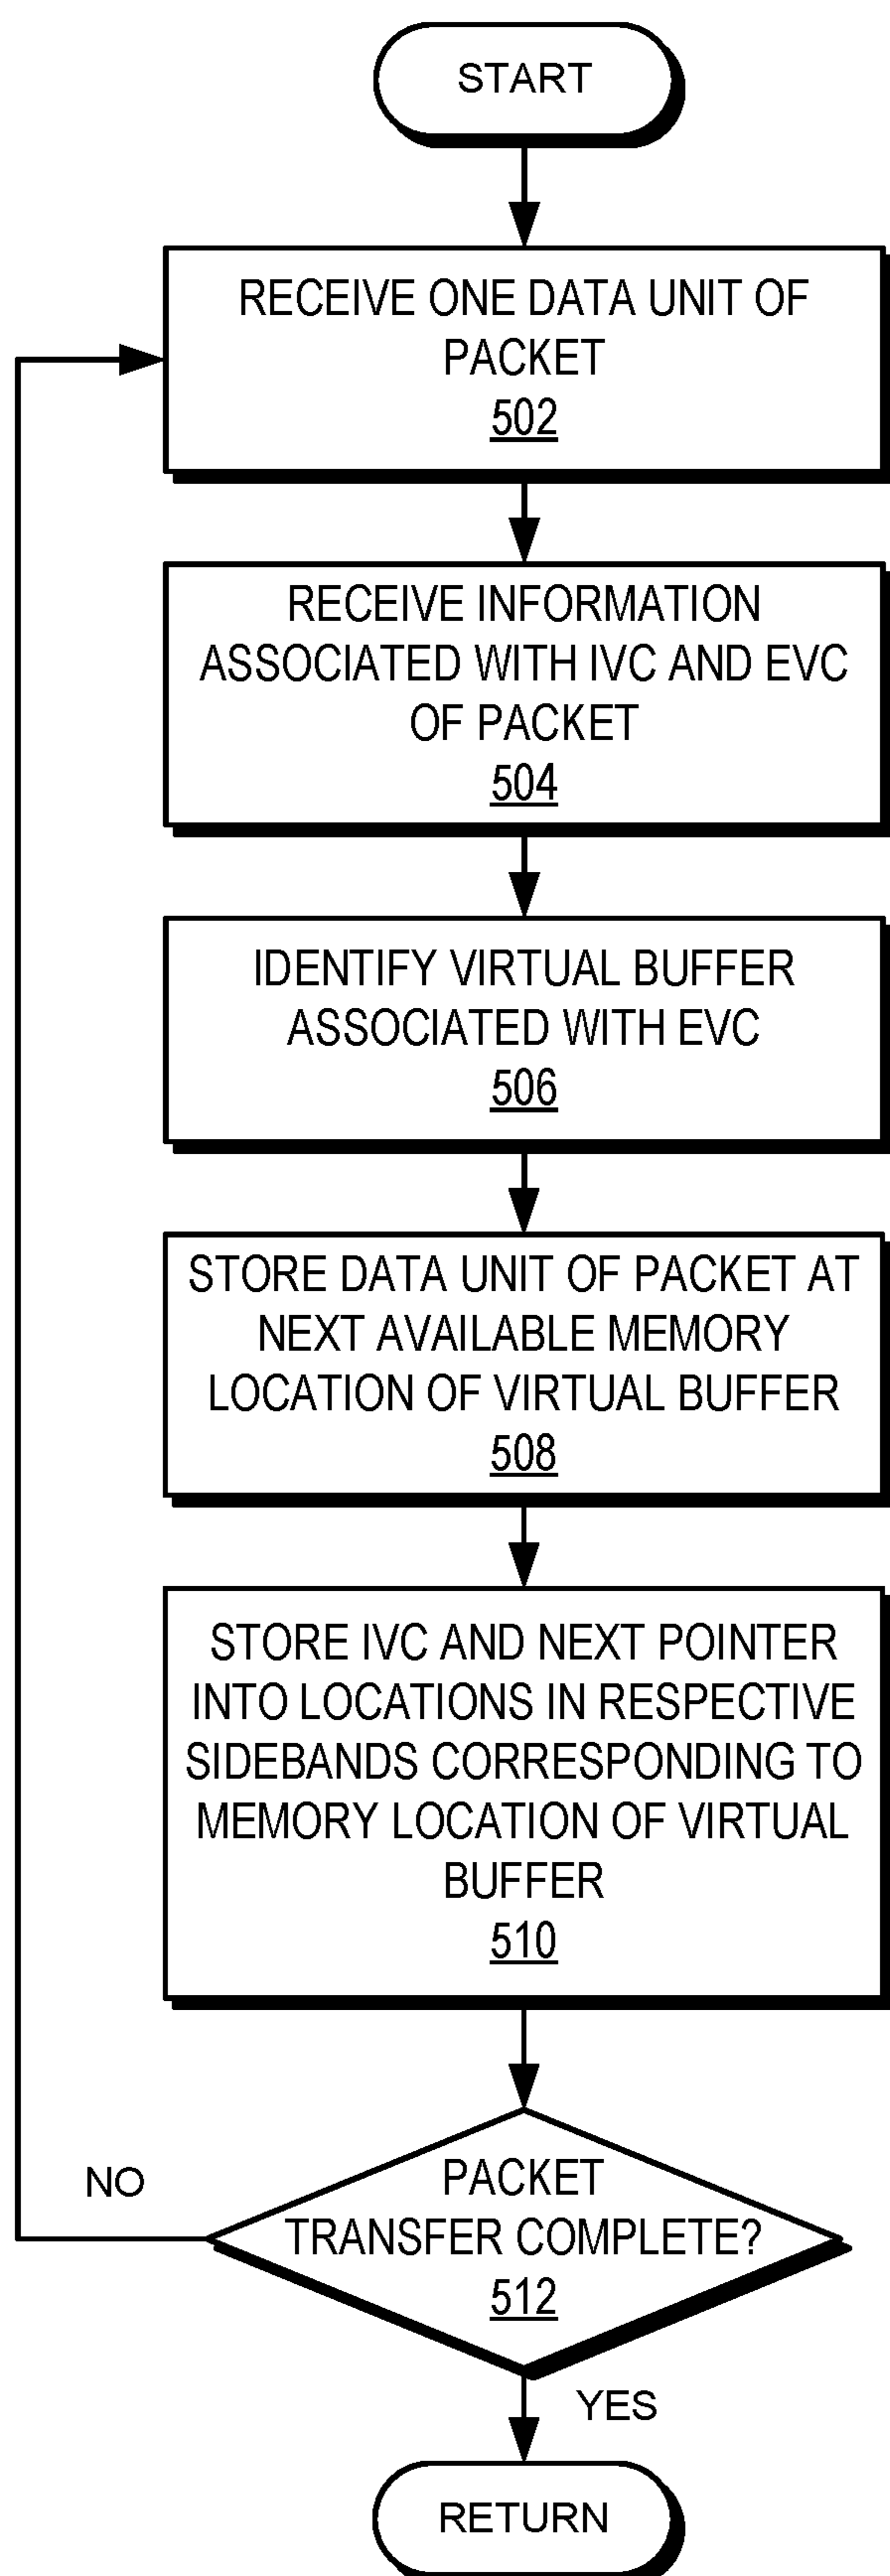 START
RECEIVE ONE DATA UNIT OF
PACKET
502
RECEIVE INFORMATION
ASSOCIATED WITH IVC AND EVC
OF PACKET
504
IDENTIFY VIRTUAL BUFFER
ASSOCIATED WITH EVC
506
STORE DATA UNIT OF PACKET AT
NEXT AVAILABLE MEMORY
LOCATION OF VIRTUAL BUFFER
508
STORE IVC AND NEXT POINTER
INTO LOCATIONS IN RESPECTIVE
SIDEBANDS CORRESPONDING TO
MEMORY LOCATION OF VIRTUAL
BUFFER
510
NO
PACKET
TRANSFER COMPLETE?
512
YES
RETURN